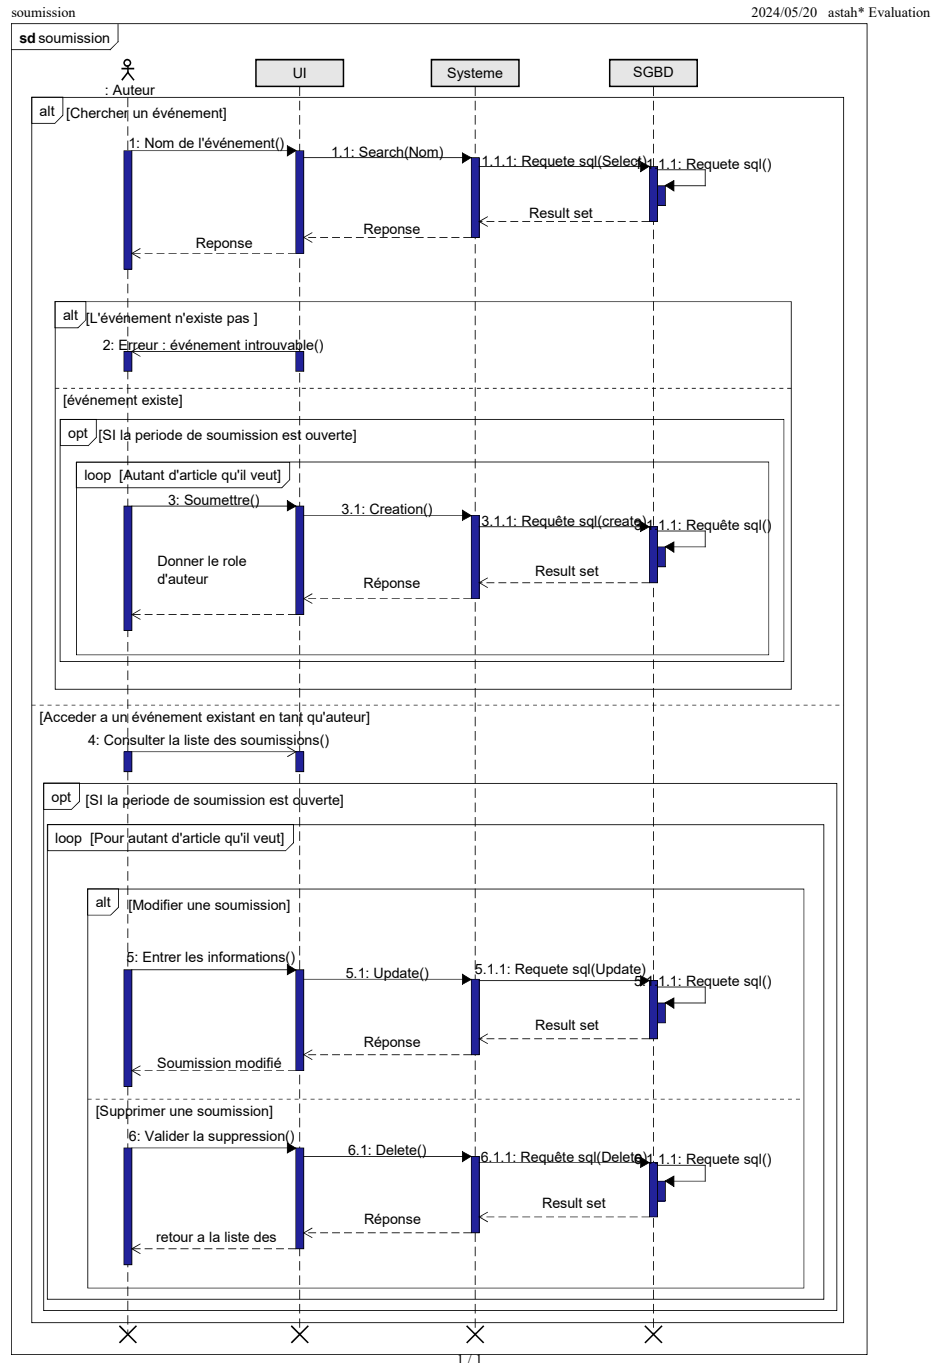 soumission
2024/05/20 astah* Evaluation
sd soumission
: Auteur
UI
Systeme
SGBD
alt [Chercher un événement]
1: Nom de l'événement()
1.1: Search(Nom)
1.1.1: Requete sql(Select)
1.1.1.1: Requete sql()
Result set
Reponse
Reponse
alt [L'événement n'existe pas ]
2: Erreur : événement introuvable()
[événement existe]
opt [SI la periode de soumission est ouverte]
loop [Autant d'article qu'il veut]
3: Soumettre()
3.1: Creation()
3.1.1: Requête sql(create)
3.1.1.1: Requête sql()
Donner le role
d'auteur
Result set
Réponse
[Acceder a un événement existant en tant qu'auteur]
4: Consulter la liste des soumissions()
opt [SI la periode de soumission est ouverte]
loop [Pour autant d'article qu'il veut]
alt [Modifier une soumission]
5: Entrer les informations()
5.1: Update()
5.1.1: Requete sql(Update)
5.1.1.1: Requete sql()
Result set
Réponse
Soumission modifié
[Supprimer une soumission]
6: Valider la suppression()
6.1: Delete()
6.1.1: Requête sql(Delete)
6.1.1.1: Requete sql()
Result set
Réponse
retour a la liste des
1 / 1